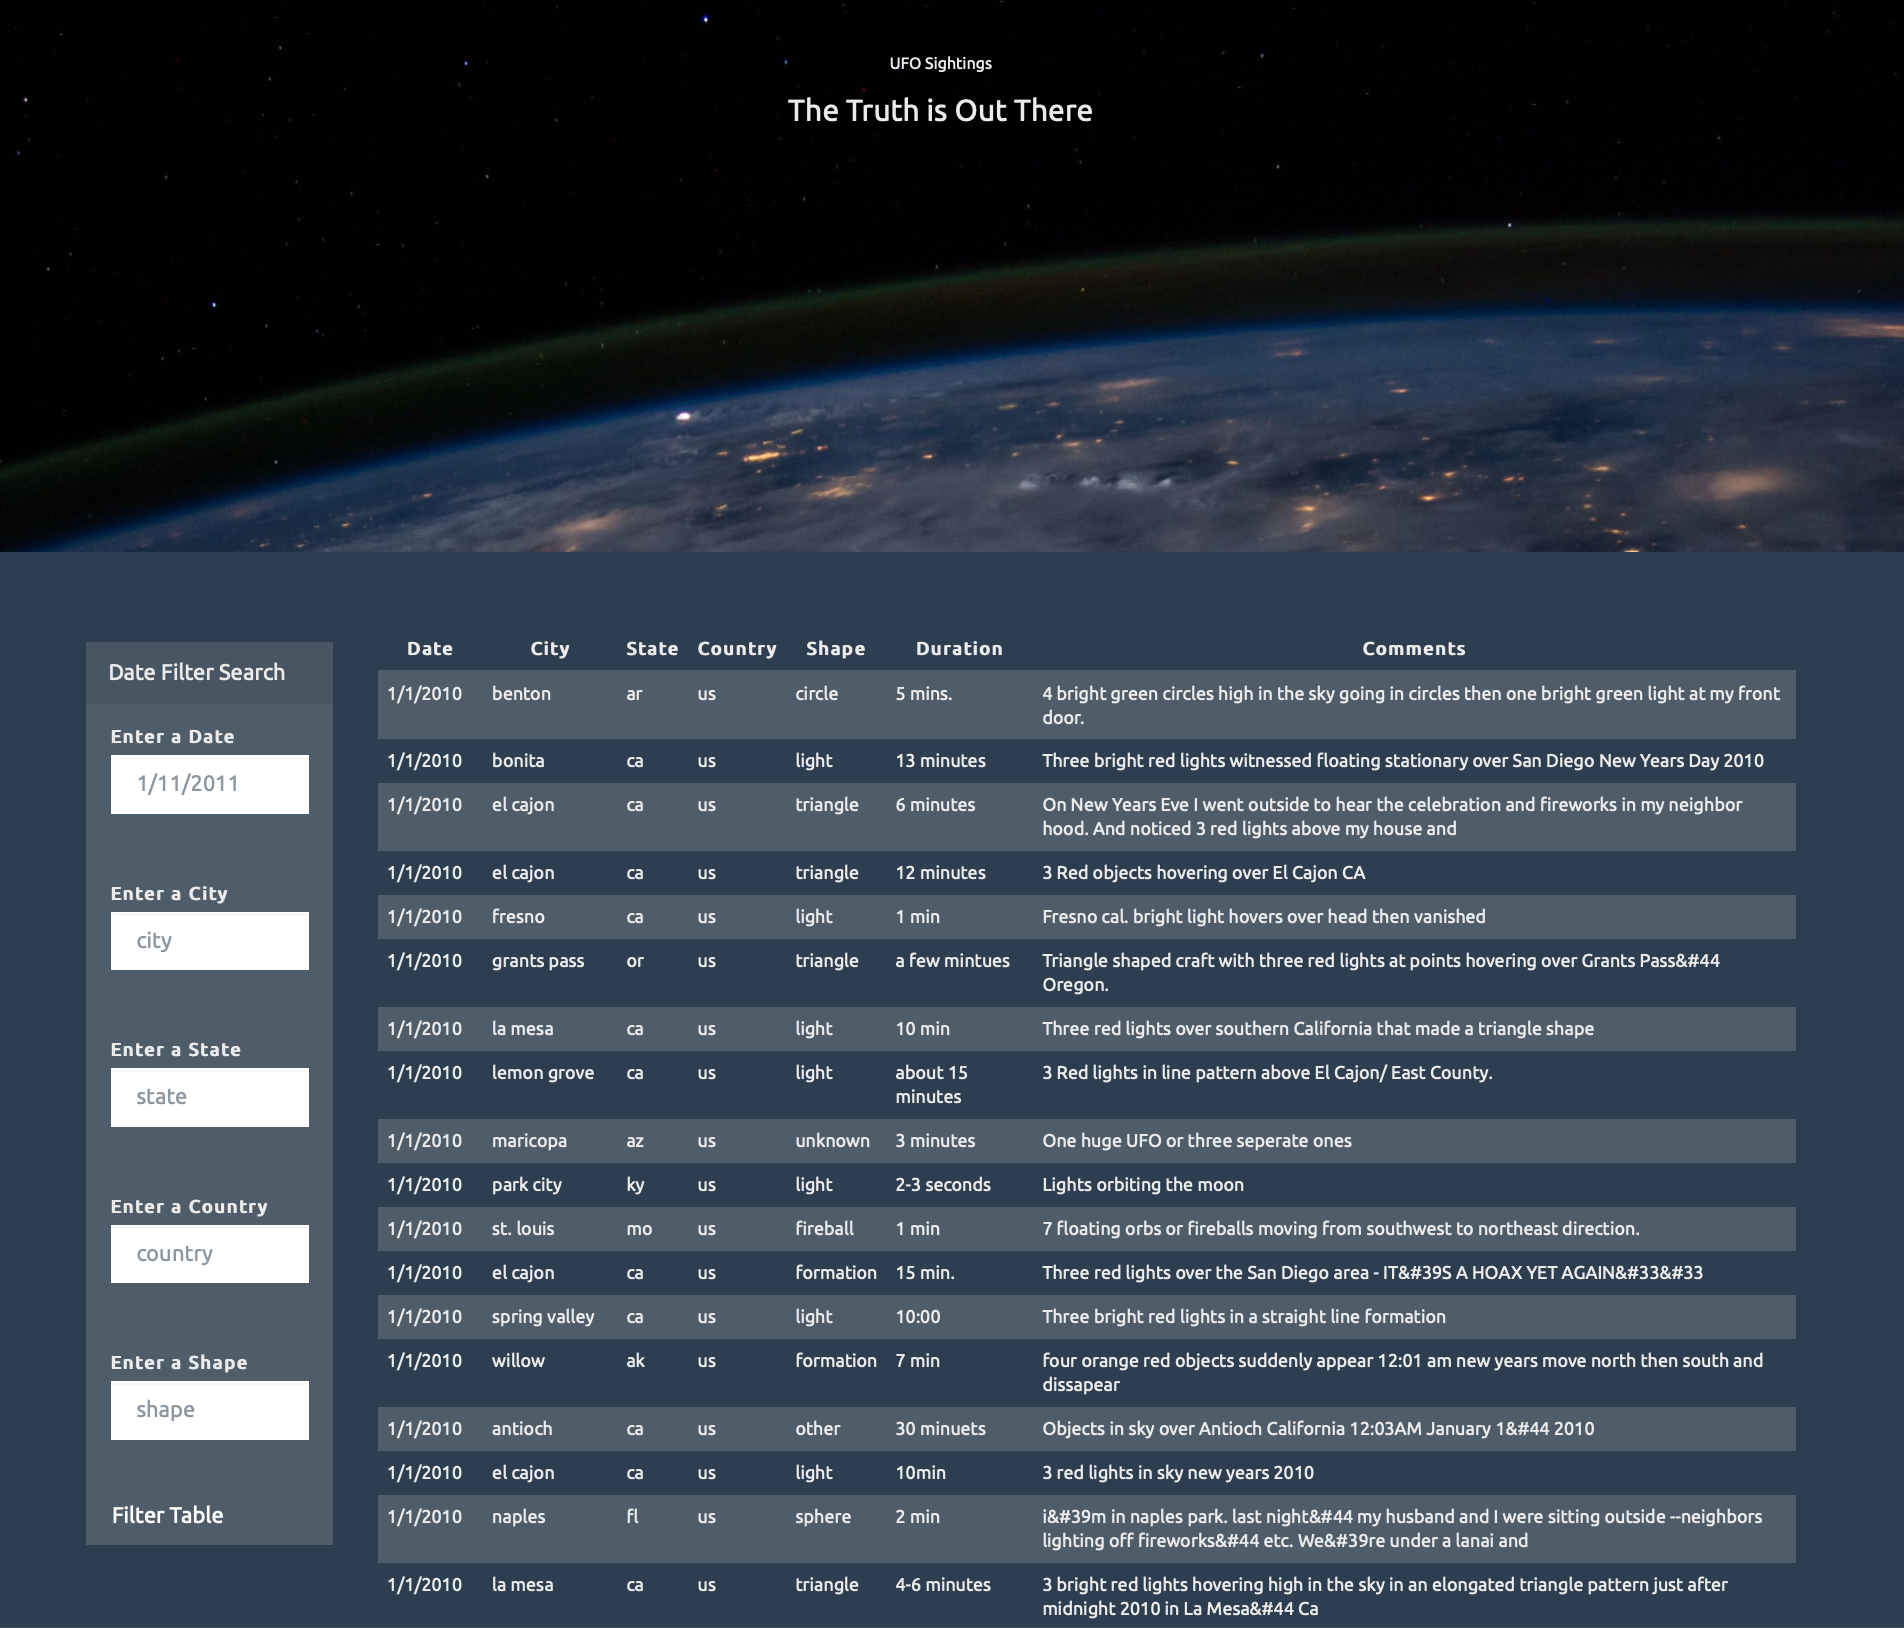 UFO Sightings
The Truth is Out There
Date Filter Search
Enter a Date
1/11/2011
Enter a City
city
Enter a State
state
Enter a Country
country
Enter a Shape
shape
Filter Table
Date City State Country Shape Duration Comments
1/1/2010 benton ar us circle 5 mins. 4 bright green circles high in the sky going in circles then one bright green light at my front
door.
1/1/2010 bonita ca us light 13 minutes Three bright red lights witnessed floating stationary over San Diego New Years Day 2010
1/1/2010 el cajon ca us triangle 6 minutes On New Years Eve I went outside to hear the celebration and fireworks in my neighbor
hood. And noticed 3 red lights above my house and
1/1/2010 el cajon ca us triangle 12 minutes 3 Red objects hovering over El Cajon CA
1/1/2010 fresno ca us light 1 min Fresno cal. bright light hovers over head then vanished
1/1/2010 grants pass or us triangle a few mintues Triangle shaped craft with three red lights at points hovering over Grants Pass&#44
Oregon.
1/1/2010 la mesa ca us light 10 min Three red lights over southern California that made a triangle shape
1/1/2010 lemon grove ca us light about 15 3 Red lights in line pattern above El Cajon/ East County.
minutes
1/1/2010 maricopa az us unknown 3 minutes One huge UFO or three seperate ones
1/1/2010 park city ky us light 2-3 seconds Lights orbiting the moon
1/1/2010 st. louis mo us fireball 1 min 7 floating orbs or fireballs moving from southwest to northeast direction.
1/1/2010 el cajon ca us formation 15 min. Three red lights over the San Diego area - IT&#39S A HOAX YET AGAIN&#33&#33
1/1/2010 spring valley ca us light 10:00 Three bright red lights in a straight line formation
1/1/2010 willow ak us formation 7 min four orange red objects suddenly appear 12:01 am new years move north then south and
dissapear
1/1/2010 antioch ca us other 30 minuets Objects in sky over Antioch California 12:03AM January 1&#44 2010
1/1/2010 el cajon ca us light 10min 3 red lights in sky new years 2010
1/1/2010 naples fl us sphere 2 min i&#39m in naples park. last night&#44 my husband and I were sitting outside --neighbors
lighting off fireworks&#44 etc. We&#39re under a lanai and
1/1/2010 la mesa ca us triangle 4-6 minutes 3 bright red lights hovering high in the sky in an elongated triangle pattern just after
midnight 2010 in La Mesa&#44 Ca